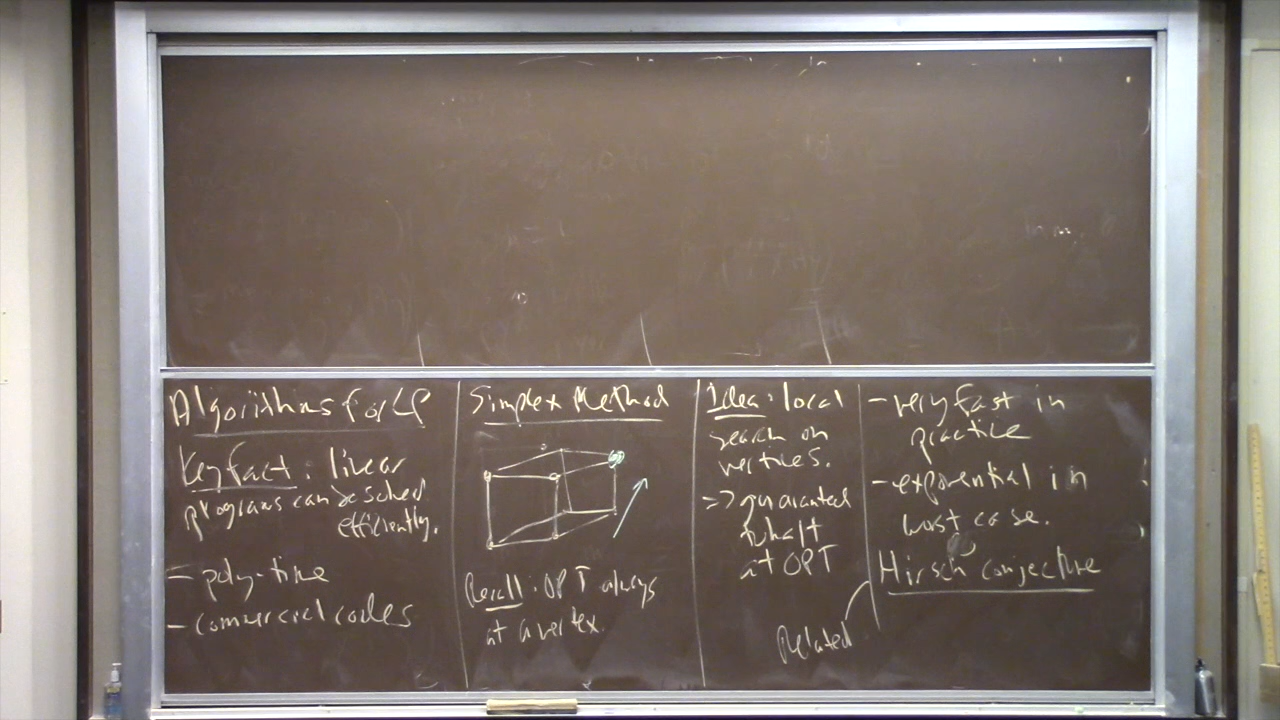 Algorithms for LP
Key Fact: linear
programs can be solved
efficiently.
- poly-time
- commercial codes
Simplex Method
Recall: OPT always
at a vertex.
Idea: local
search on
vertices.
=> guaranteed
to halt
at OPT
- very fast in
practice
- exponential in
worst case.
Hirsch conjecture
Related